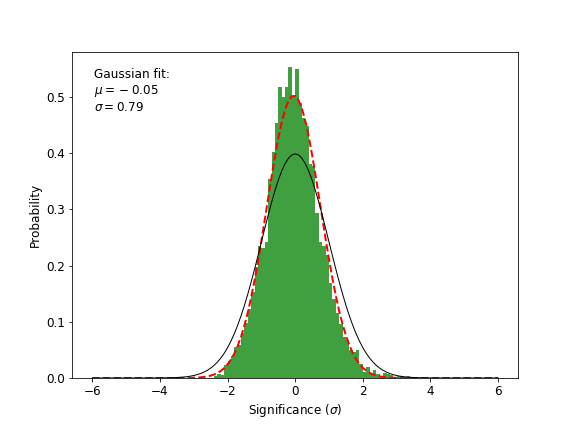 Gaussian fit:
μ = −0.05
σ = 0.79
Probability
0.5
0.4
0.3
0.2
0.1
0.0
−6 −4 −2 0 2 4 6
Significance (σ)